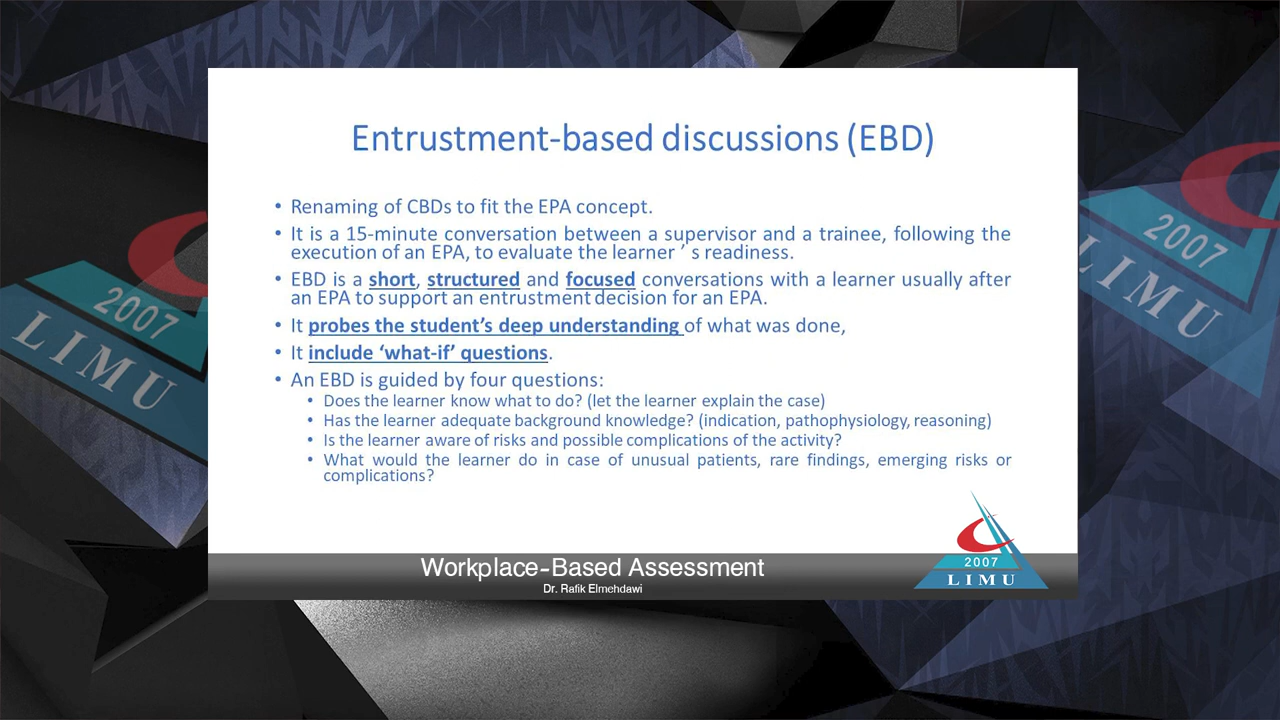 Entrustment-based discussions (EBD)
• Renaming of CBDs to fit the EPA concept.
• It is a 15-minute conversation between a supervisor and a trainee, following the
execution of an EPA, to evaluate the learner ’ s readiness.
• EBD is a short, structured and focused conversations with a learner usually after
an EPA to support an entrustment decision for an EPA.
• It probes the student’s deep understanding of what was done,
• It include ‘what-if’ questions.
• An EBD is guided by four questions:
• Does the learner know what to do? (let the learner explain the case)
• Has the learner adequate background knowledge? (indication, pathophysiology, reasoning)
• Is the learner aware of risks and possible complications of the activity?
• What would the learner do in case of unusual patients, rare findings, emerging risks or
complications?
Workplace-Based Assessment
Dr. Rafik Elmehdawi
2007
LIMU
2007
LIMU
2007
LIMU